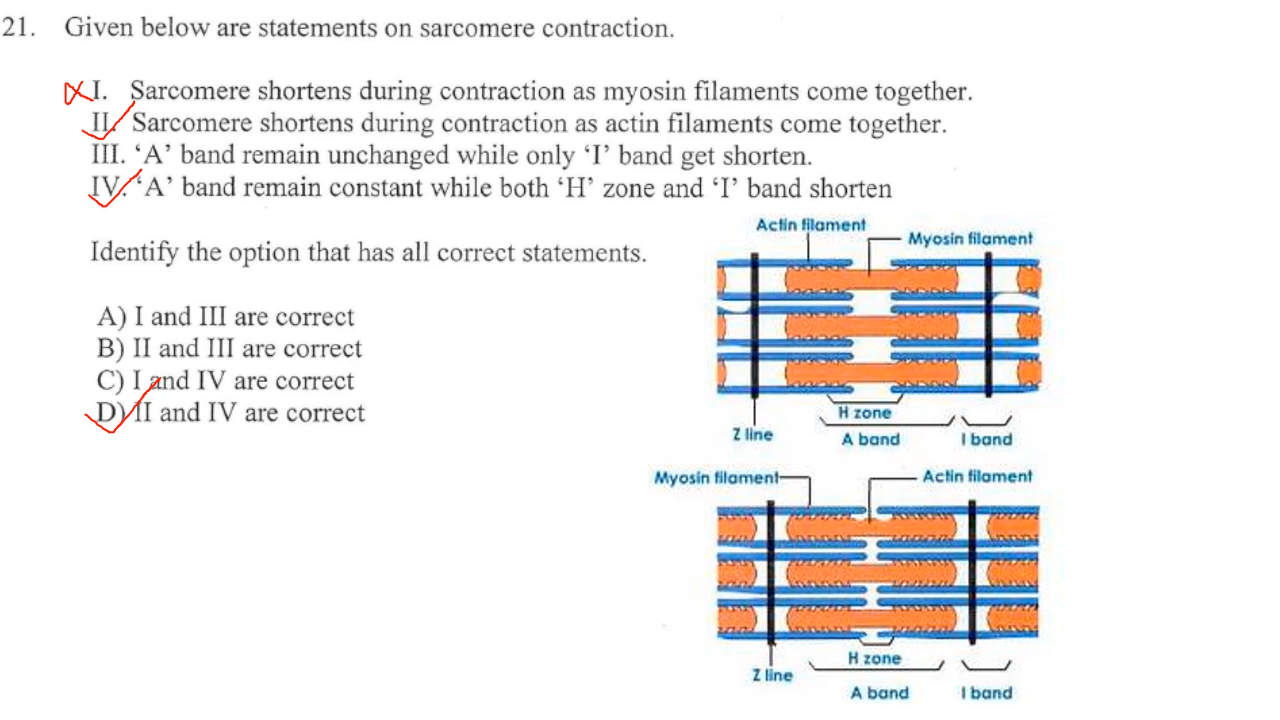 21. Given below are statements on sarcomere contraction.
I. Sarcomere shortens during contraction as myosin filaments come together.
II. Sarcomere shortens during contraction as actin filaments come together.
III. ‘A’ band remain unchanged while only ‘I’ band get shorten.
IV. ‘A’ band remain constant while both ‘H’ zone and ‘I’ band shorten
Identify the option that has all correct statements.
A) I and III are correct
B) II and III are correct
C) I and IV are correct
D) II and IV are correct
Actin filament
Myosin filament
H zone
Z line
A band
I band
Myosin filament
Actin filament
H zone
Z line
A band
I band